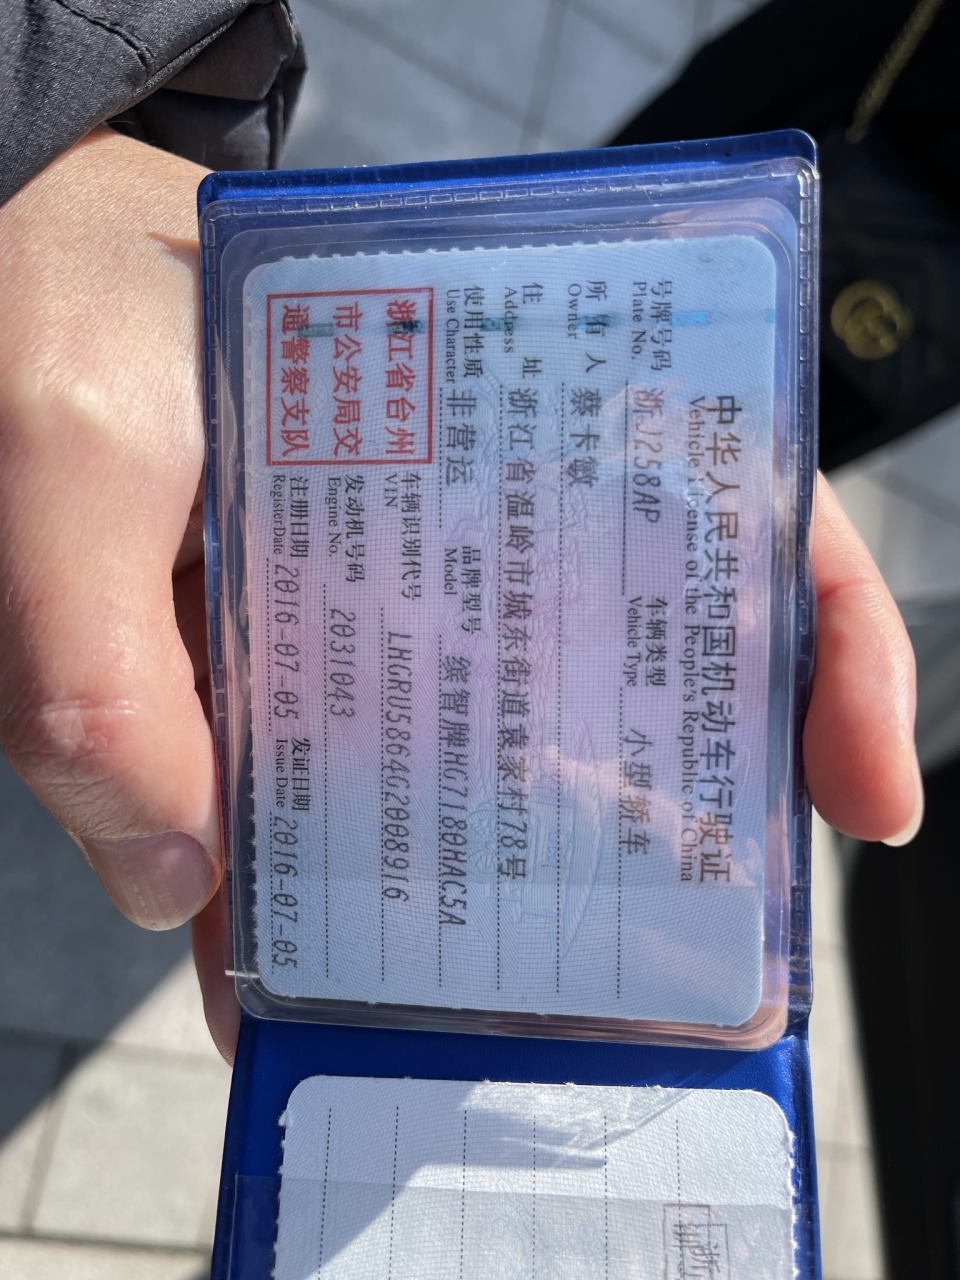 中华人民共和国机动车行驶证
Vehicle License of the People's Republic of China
号牌号码 浙J258AP 车辆类型 小型轿车
Plate No. Vehicle Type
所有人 蔡卡敏
Owner
住址 浙江省温岭市城东街道袁家村78号
Address
使用性质 非营运 品牌型号 缤智牌HG7180HAC5A
Use Character Model
浙江省台州
市公安局交
通警察支队
车辆识别代号 LHGRU5864G2008916
VIN
发动机号码 2031043
Engine No.
注册日期 2016-07-05 发证日期 2016-07-05
Register Date Issue Date